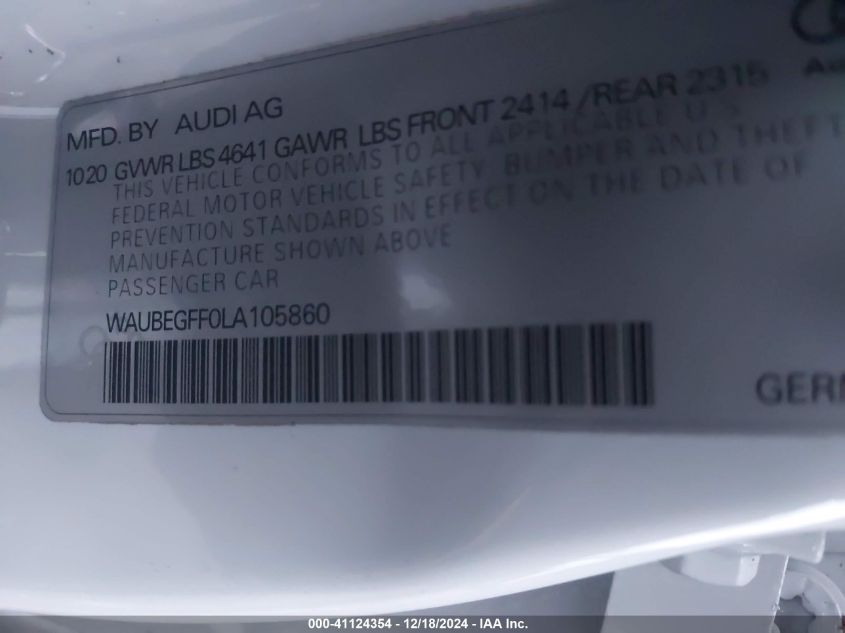 MFD. BY AUDI AG
10 20 GVWR LBS 4641 GAWR LBS FRONT 2414 / REAR 2315
THIS VEHICLE CONFORMS TO ALL APPLICABLE U.S.
FEDERAL MOTOR VEHICLE SAFETY, BUMPER AND THEFT
PREVENTION STANDARDS IN EFFECT ON THE DATE OF
MANUFACTURE SHOWN ABOVE
PASSENGER CAR
WAUBEGFF0LA105860
000-41124354 - 12/18/2024 - IAA Inc.